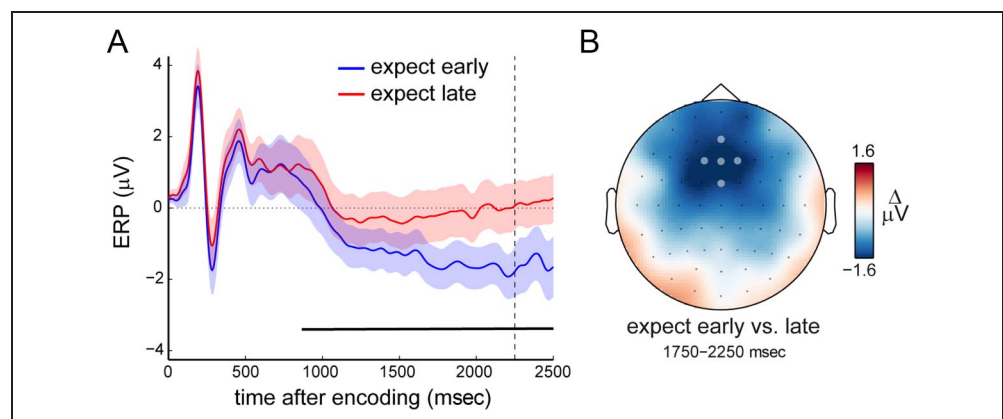 A
B
4
2
0
−2
−4
ERP (μV)
expect early
expect late
0
500
1000
1500
2000
2500
time after encoding (msec)
1.6
Δ
μV
−1.6
expect early vs. late
1750–2250 msec